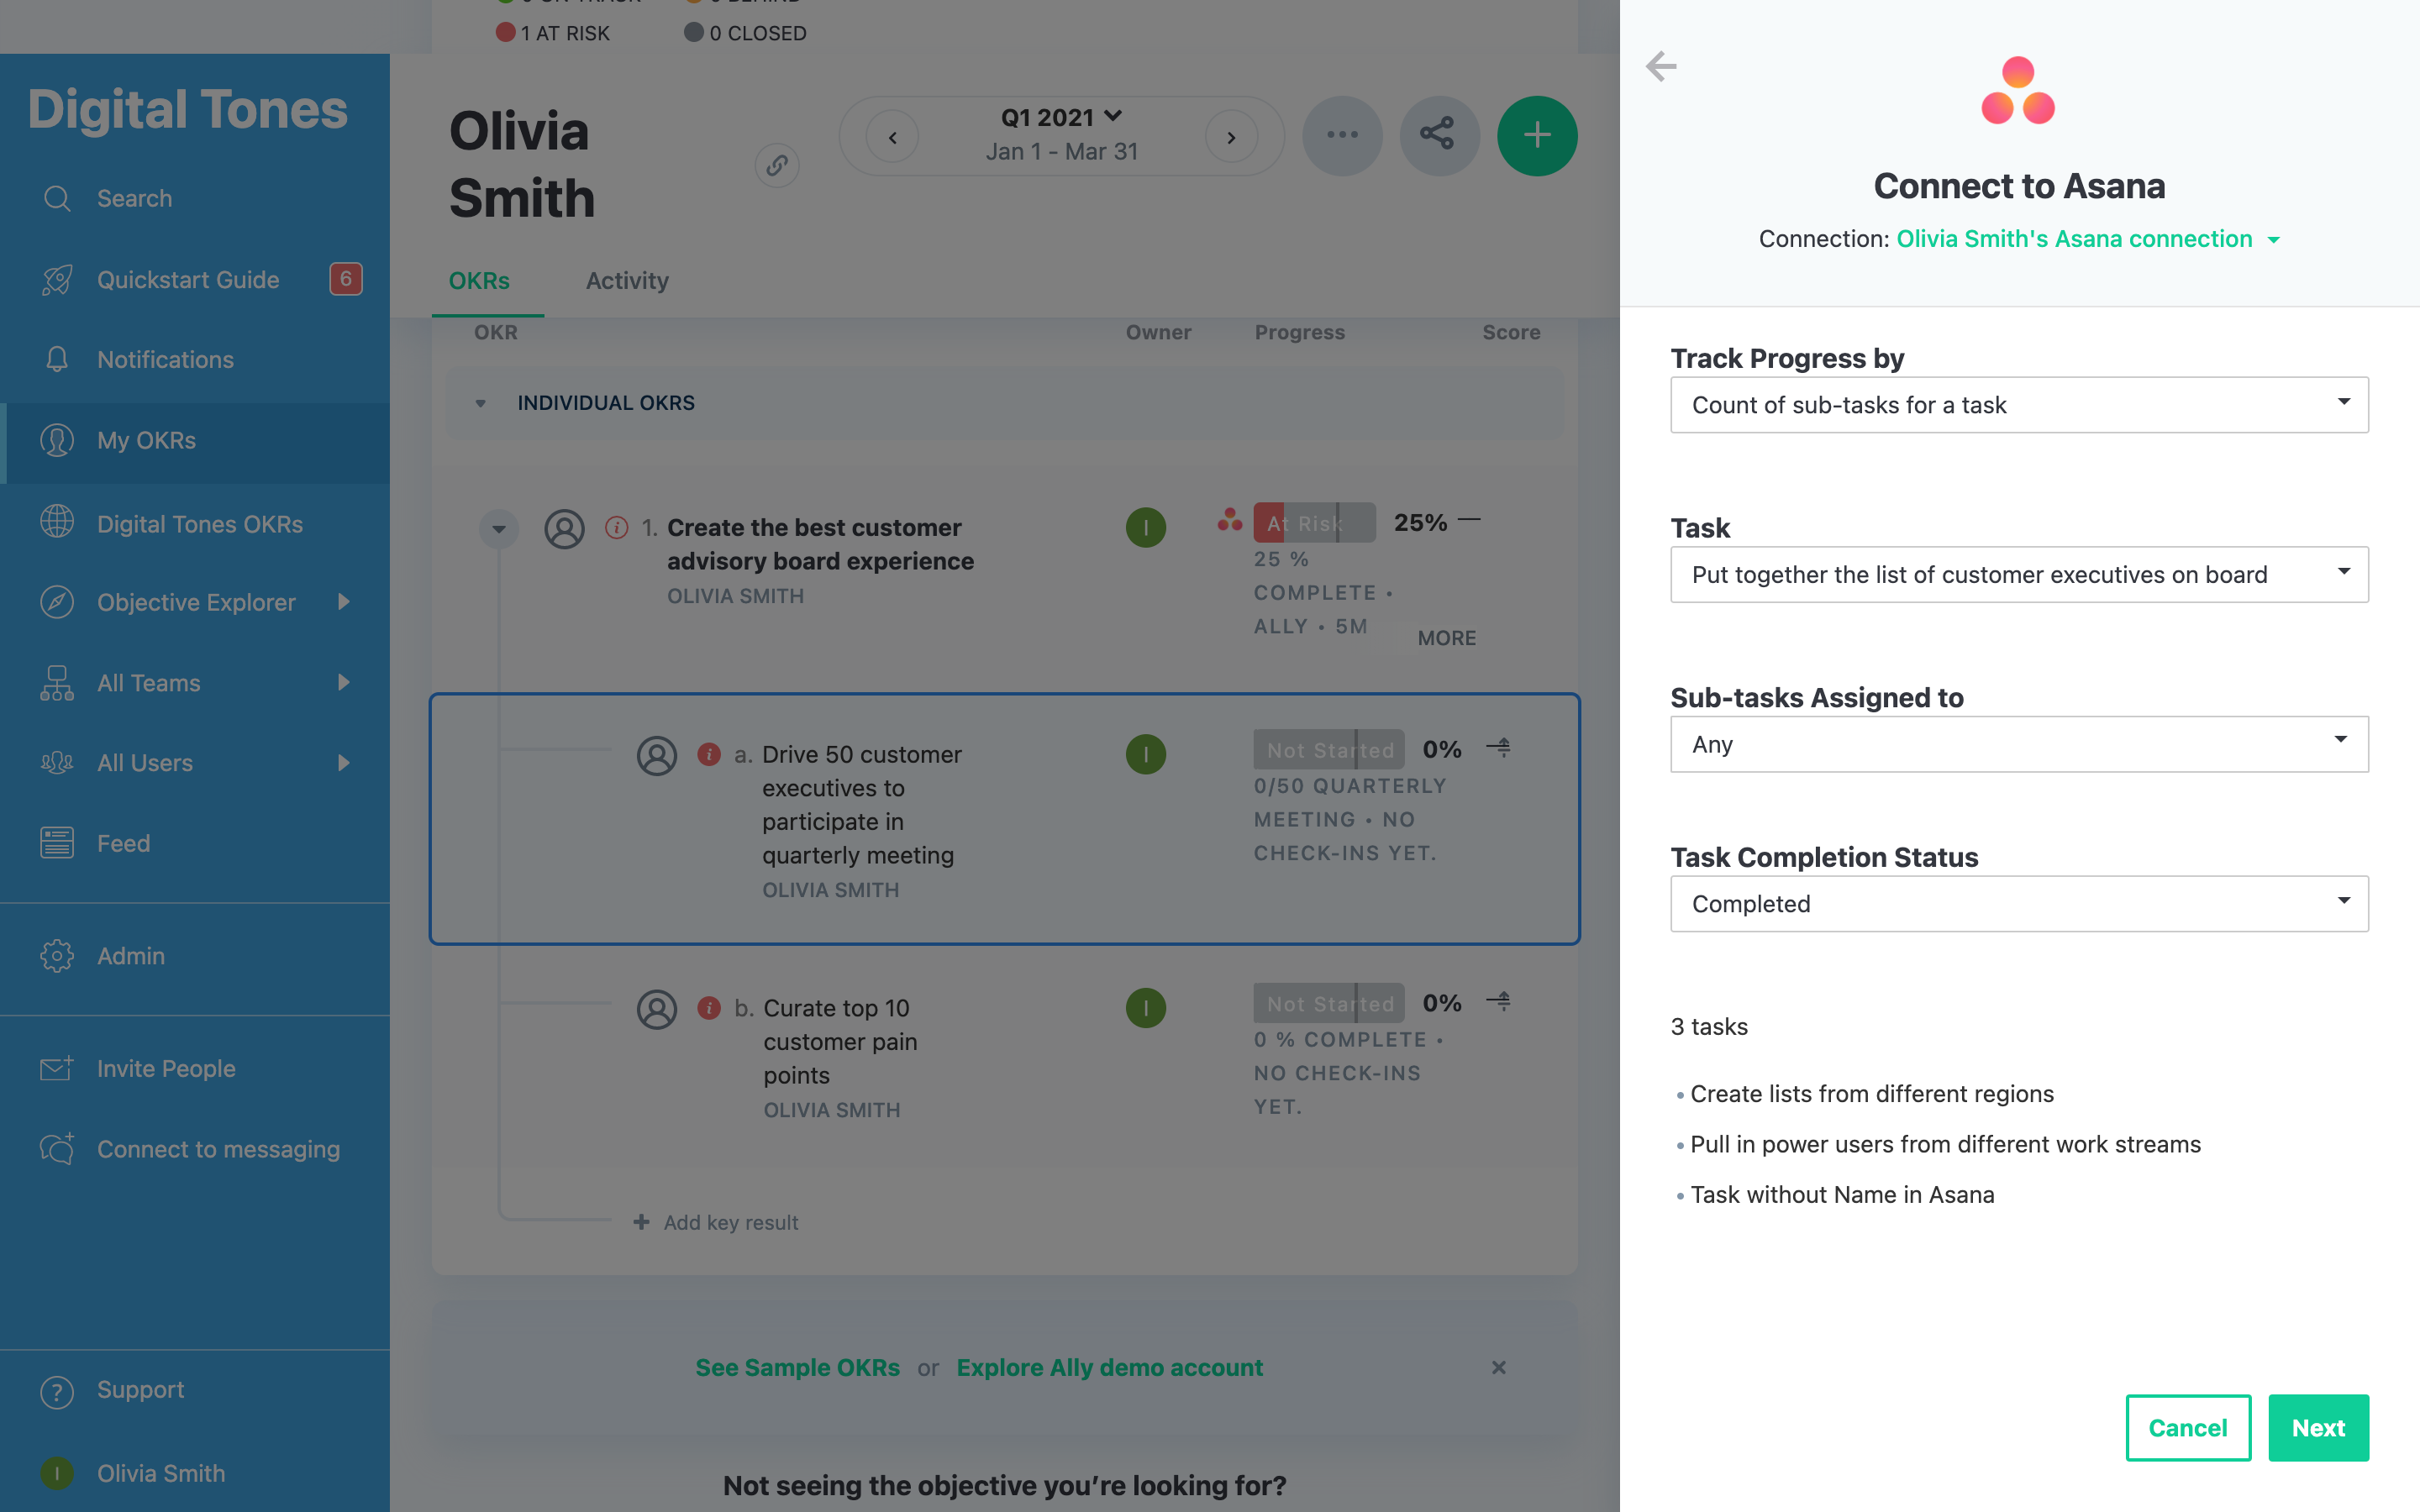 1 AT RISK
0 CLOSED
Digital Tones
Search
Quickstart Guide
6
Notifications
My OKRs
Digital Tones OKRs
Objective Explorer
All Teams
All Users
Feed
Admin
Invite People
Connect to messaging
Support
I
Olivia Smith
Olivia
Smith
Q1 2021
Jan 1 - Mar 31
OKRs
Activity
OKR
Owner
Progress
Score
INDIVIDUAL OKRS
1. Create the best customer
advisory board experience
OLIVIA SMITH
I
At Risk
25%
25 %
COMPLETE •
ALLY • 5M
MORE
a. Drive 50 customer
executives to
participate in
quarterly meeting
OLIVIA SMITH
I
Not Started
0%
0/50 QUARTERLY
MEETING • NO
CHECK-INS YET.
b. Curate top 10
customer pain
points
OLIVIA SMITH
I
Not Started
0%
0 % COMPLETE •
NO CHECK-INS
YET.
Add key result
See Sample OKRs or Explore Ally demo account
Not seeing the objective you're looking for?
Connect to Asana
Connection: Olivia Smith's Asana connection
Track Progress by
Count of sub-tasks for a task
Task
Put together the list of customer executives on board
Sub-tasks Assigned to
Any
Task Completion Status
Completed
3 tasks
• Create lists from different regions
• Pull in power users from different work streams
• Task without Name in Asana
Cancel
Next